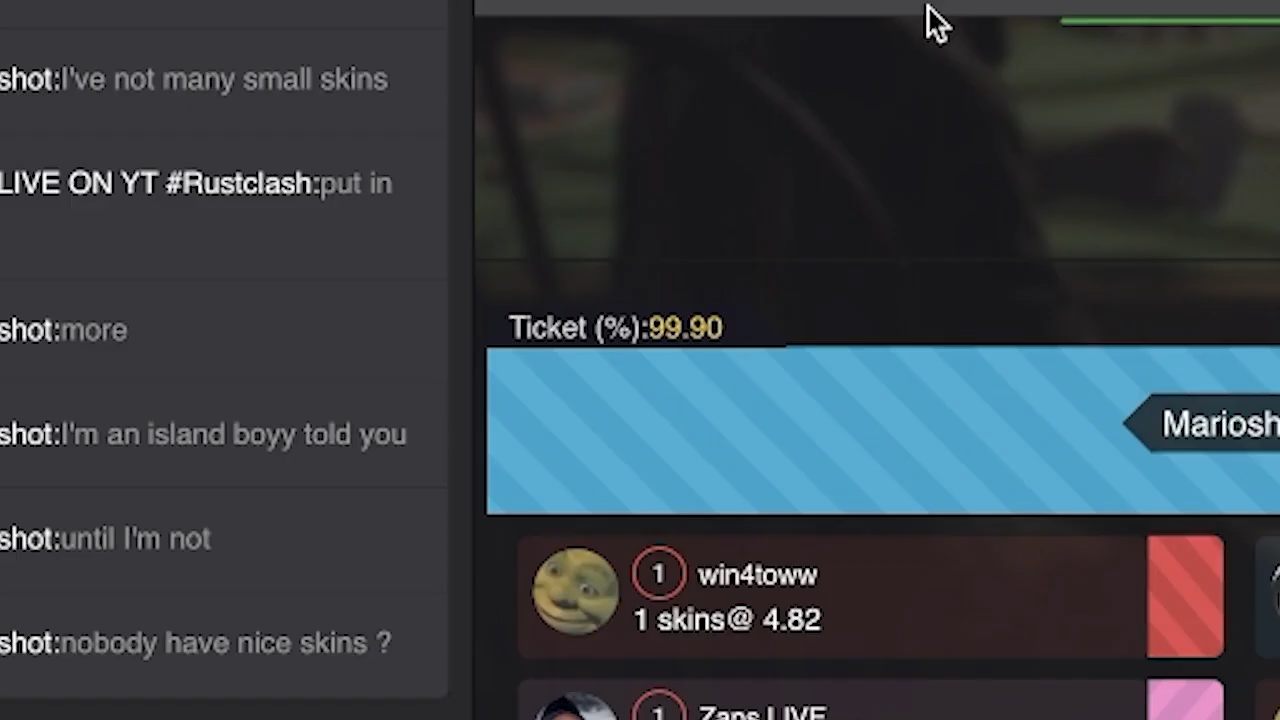 shot:I've not many small skins
LIVE ON YT #Rustclash:put in
shot:more
shot:I'm an island boyy told you
shot:until I'm not
shot:nobody have nice skins ?
Ticket (%):99.90
Mariosh
1 win4toww
1 skins@ 4.82
1 Zaps LIVE